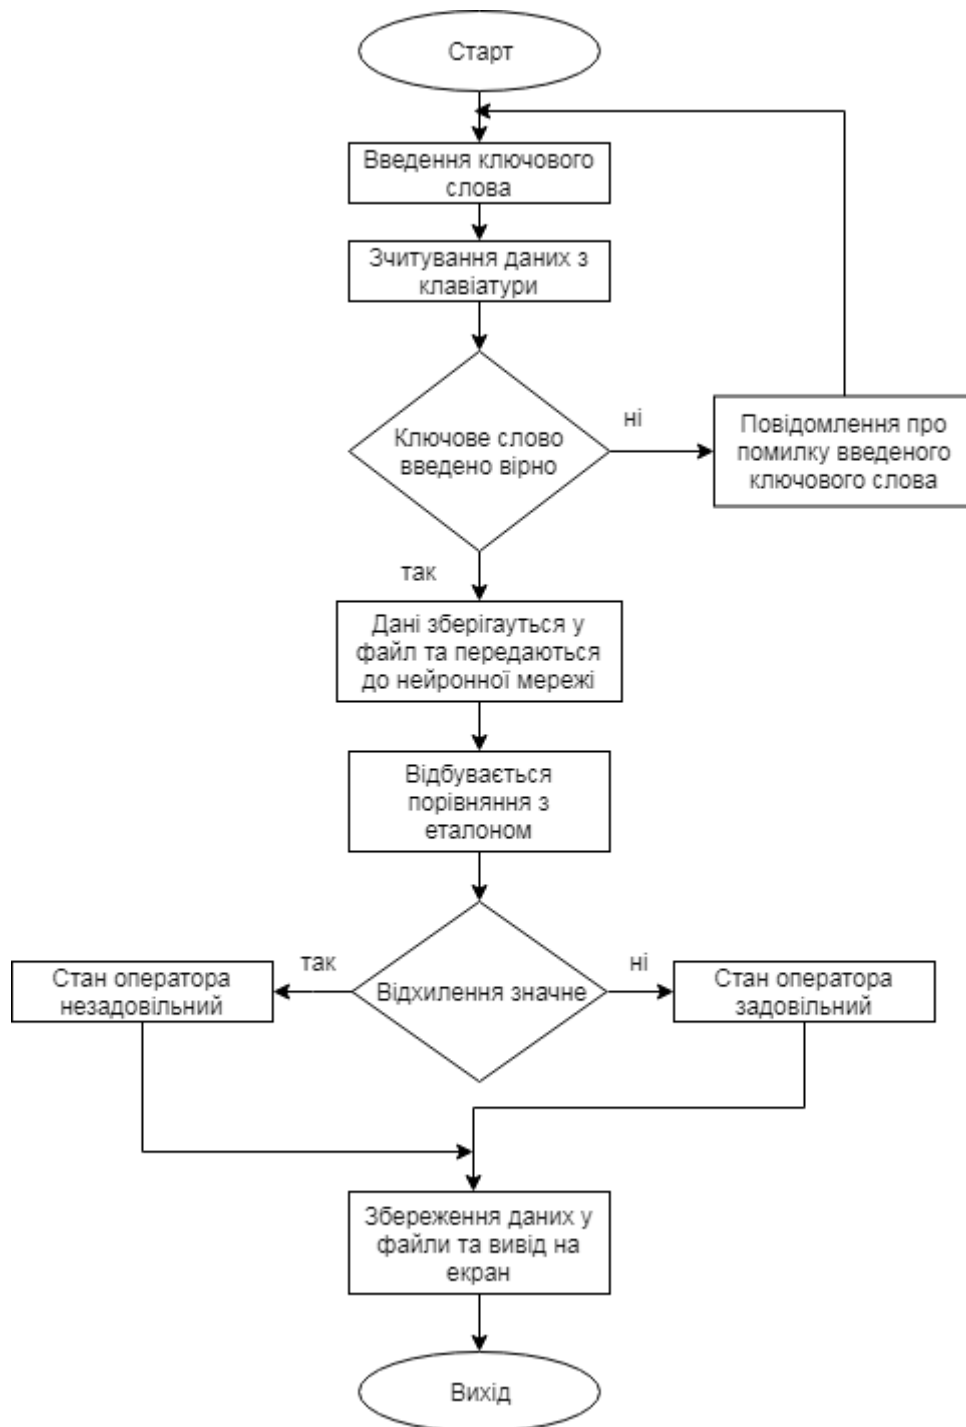 Старт
Введення ключового
слова
Зчитування даних з
клавіатури
Ключове слово
введено вірно
ні
Повідомлення про
помилку введеного
ключового слова
так
Дані зберігауться у
файл та передаються
до нейронної мережі
Відбувається
порівняння з
еталоном
так
ні
Стан оператора
незадовільний
Відхилення значне
Стан оператора
задовільний
Збереження даних у
файли та вивід на
екран
Вихід